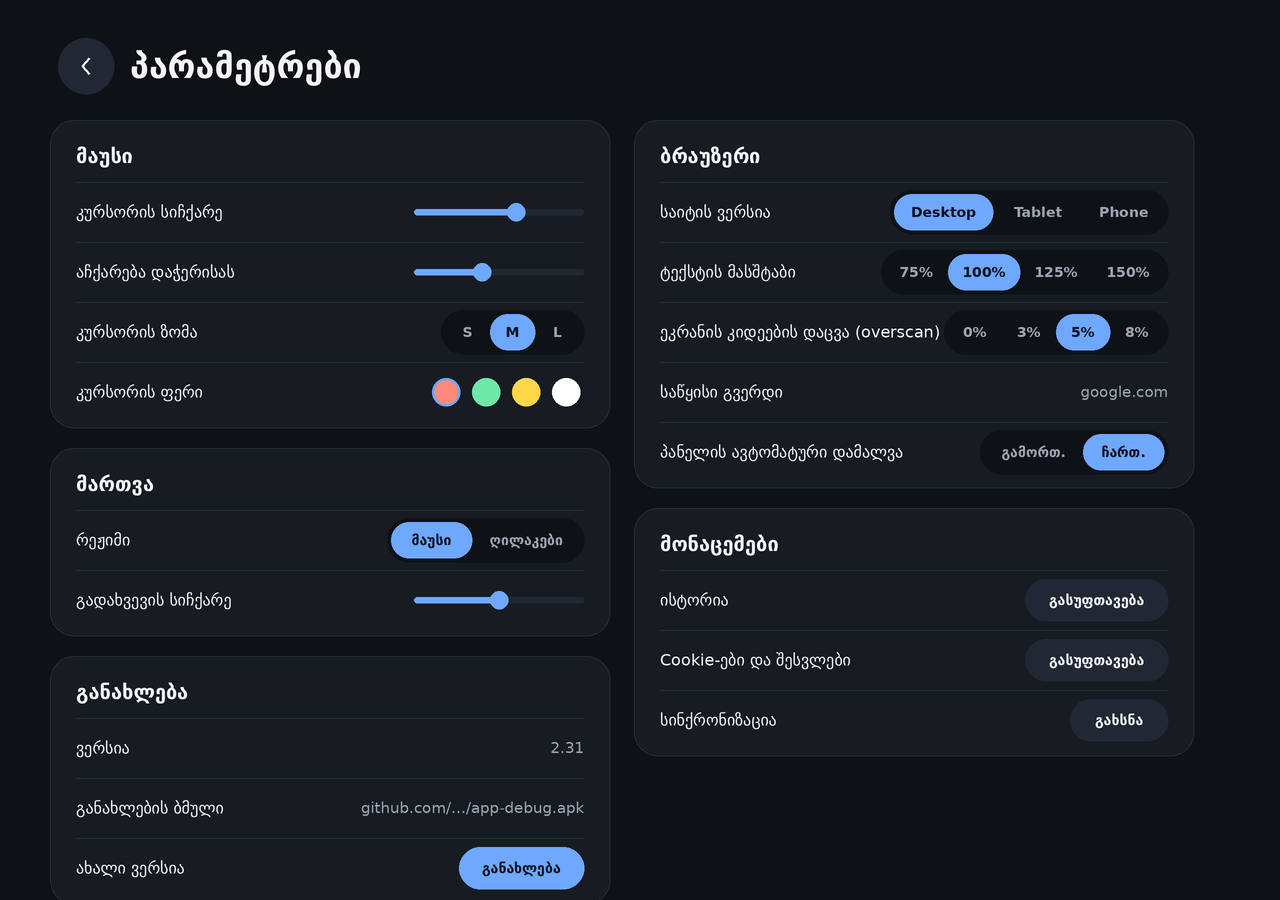 პარამეტრები
მაუსი
კურსორის სიჩქარე
აჩქარება დაჭერისას
კურსორის ზომა S M L
კურსორის ფერი
მართვა
რეჟიმი მაუსი ღილაკები
გადახვევის სიჩქარე
განახლება
ვერსია 2.31
განახლების ბმული github.com/.../app-debug.apk
ახალი ვერსია განახლება
ბრაუზერი
საიტის ვერსია Desktop Tablet Phone
ტექსტის მასშტაბი 75% 100% 125% 150%
ეკრანის კიდეების დაცვა (overscan) 0% 3% 5% 8%
საწყისი გვერდი google.com
პანელის ავტომატური დამალვა გამორთ. ჩართ.
მონაცემები
ისტორია გასუფთავება
Cookie-ები და შესვლები გასუფთავება
სინქრონიზაცია გახსნა